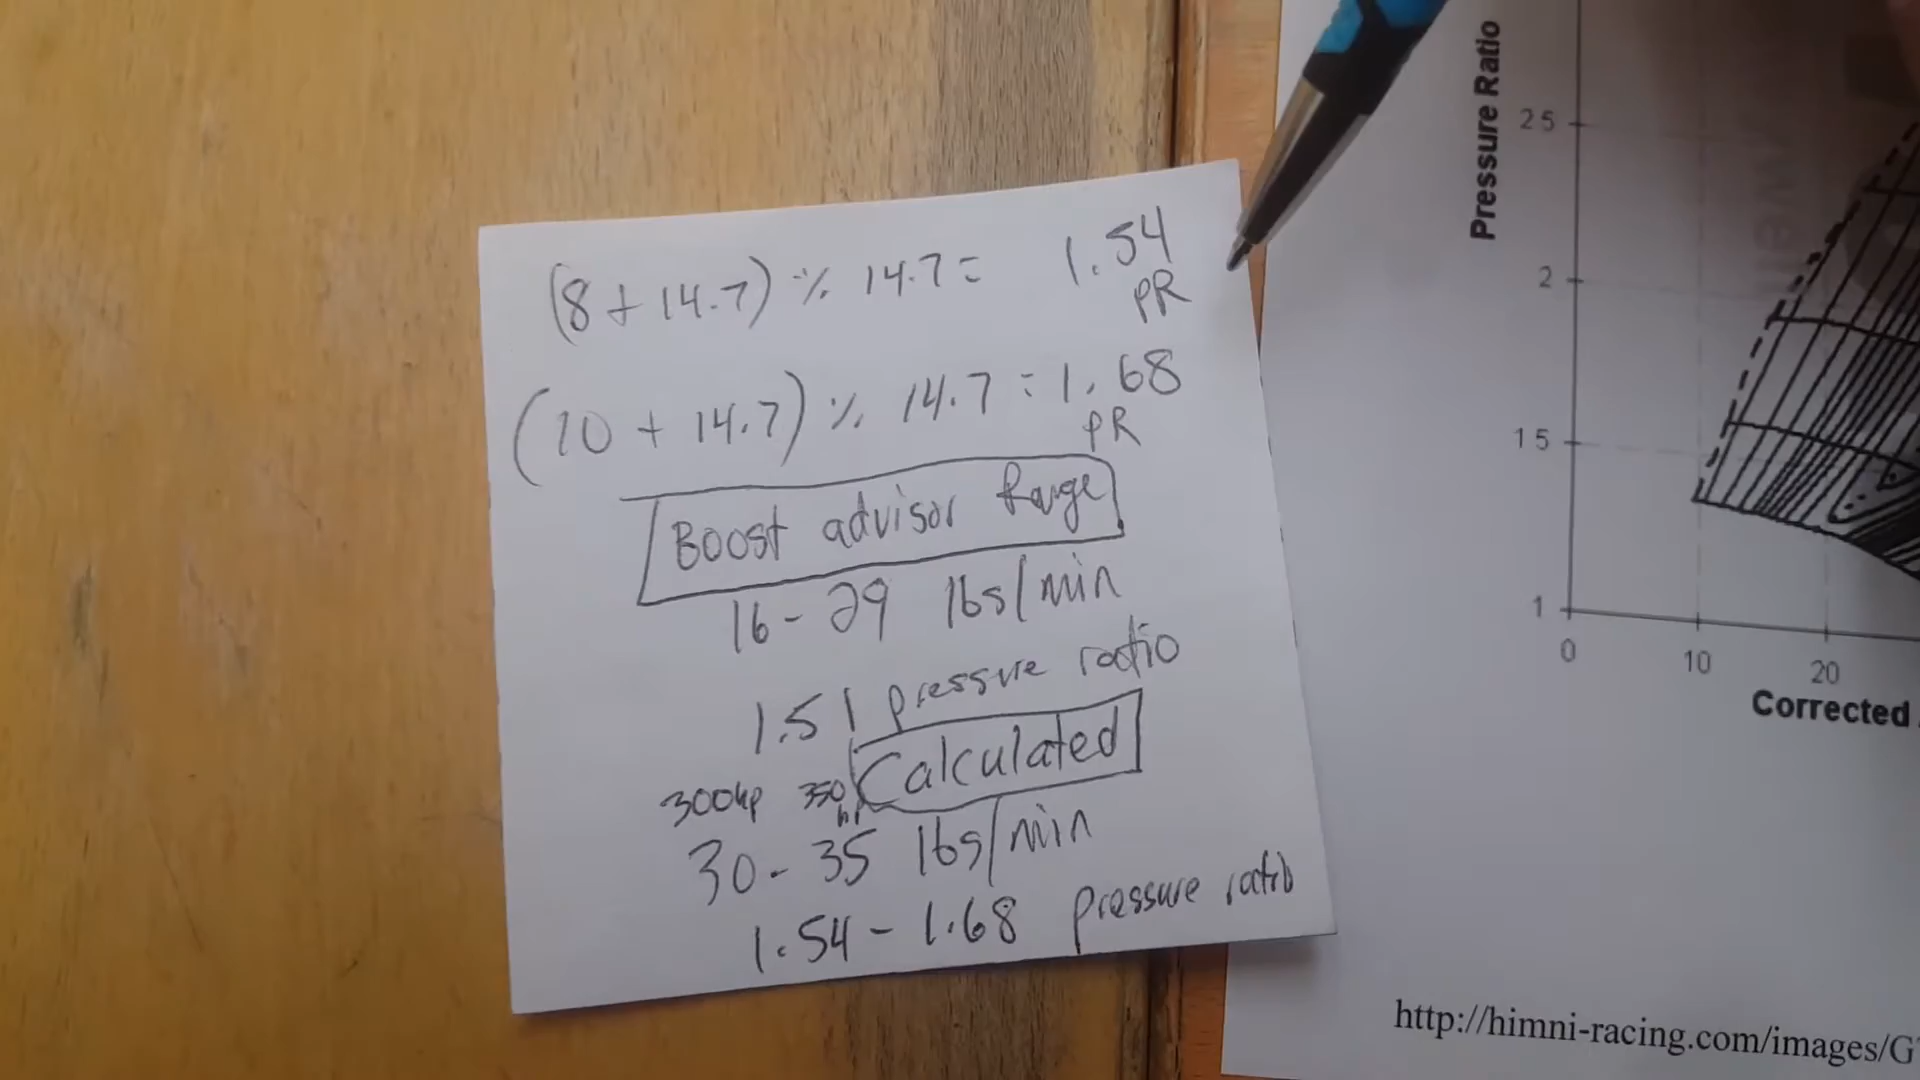 (8 + 14.7) % 14.7 = 1.54
PR
(10 + 14.7) % 14.7 = 1.68
PR
Boost advisor Range
16 - 29 lbs/min
1.51 pressure ratio
Calculated
300hp 350 hp
30 - 35 lbs/min
1.54 - 1.68 pressure ratio
Pressure Ratio
2 5
2
1 5
1
0 10 20
Corrected
http://himni-racing.com/images/G